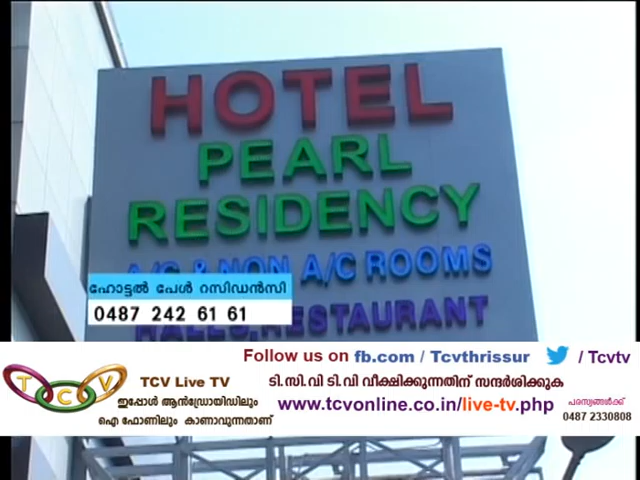 HOTEL
PEARL
RESIDENCY
A/C & NON A/C ROOMS
HALLS, RESTAURANT
ഹോട്ടൽ പേൾ റസിഡൻസി
0487 242 61 61
Follow us on fb.com / Tcvthrissur / Tcvtv
TCV
TCV Live TV
ഇപ്പോൾ ആൻഡ്രോയിഡിലും
ഐ ഫോണിലും കാണാവുന്നതാണ്
ടി.സി.വി ടി.വി വീക്ഷിക്കുന്നതിന് സന്ദർശിക്കുക
www.tcvonline.co.in/live-tv.php
പരസ്യങ്ങൾക്ക്
0487 2330808